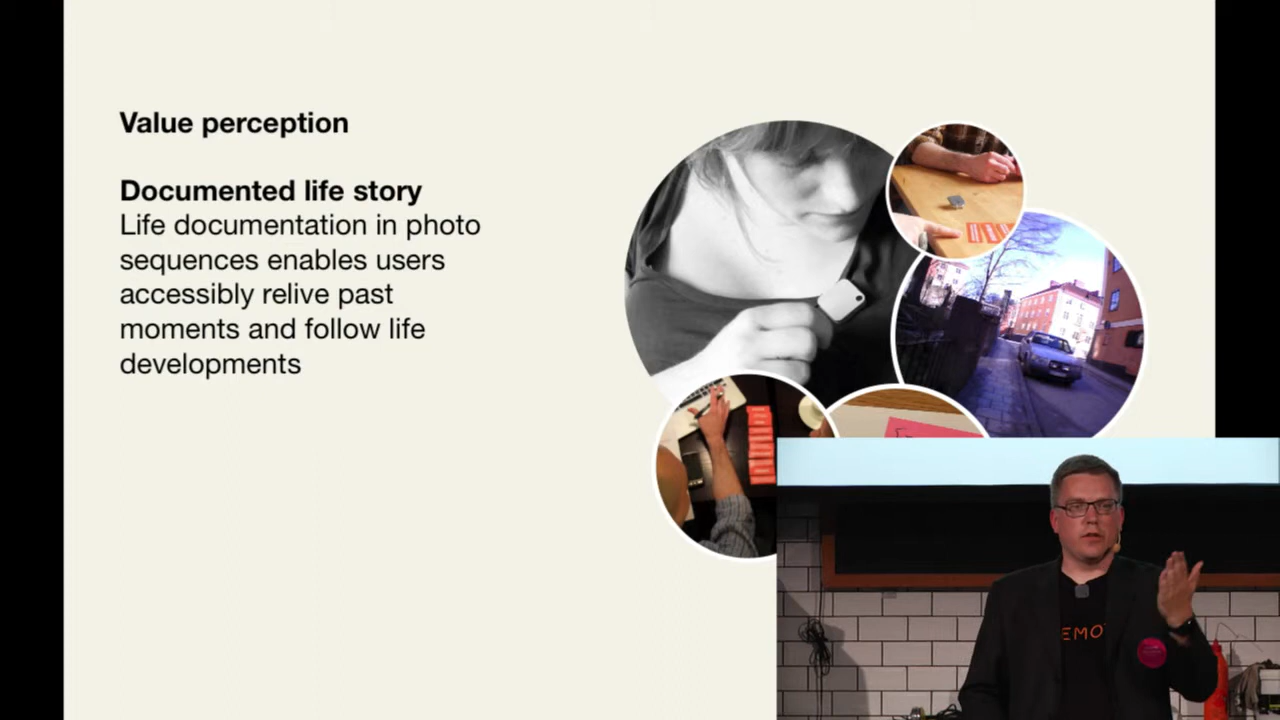 Value perception
Documented life story
Life documentation in photo
sequences enables users
accessibly relive past
moments and follow life
developments
EMO